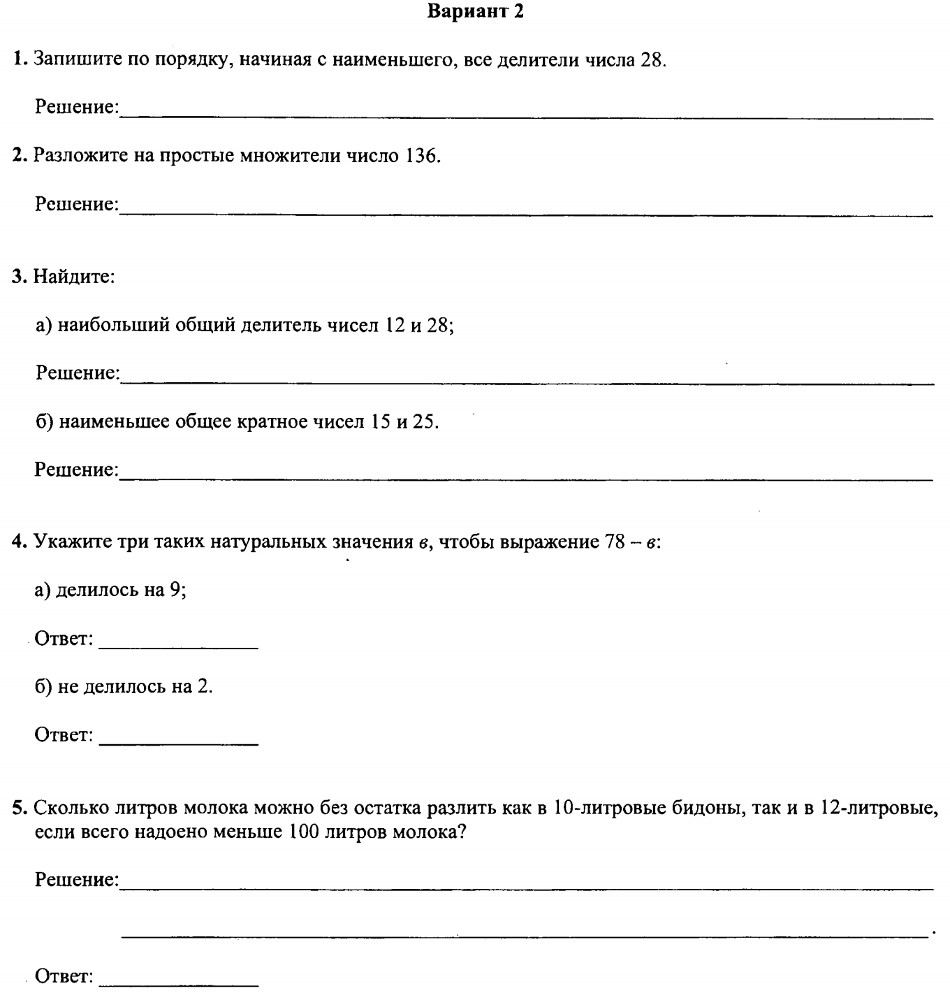 Вариант 2
1. Запишите по порядку, начиная с наименьшего, все делители числа 28.
Решение:
2. Разложите на простые множители число 136.
Решение:
3. Найдите:
а) наибольший общий делитель чисел 12 и 28;
Решение:
б) наименьшее общее кратное чисел 15 и 25.
Решение:
4. Укажите три таких натуральных значения в, чтобы выражение 78 – в:
а) делилось на 9;
Ответ:
б) не делилось на 2.
Ответ:
5. Сколько литров молока можно без остатка разлить как в 10-литровые бидоны, так и в 12-литровые,
если всего надоено меньше 100 литров молока?
Решение:
.
Ответ: